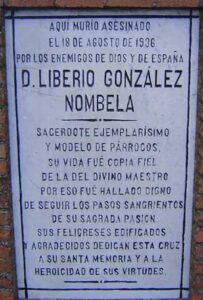 AQUI MURIO ASESINADO
EL 18 DE AGOSTO DE 1936
POR LOS ENEMIGOS DE DIOS Y DE ESPAÑA
D. LIBERIO GONZÁLEZ
NOMBELA
SACERDOTE EJEMPLARÍSIMO
Y MODELO DE PÁRROCOS,
SU VIDA FUÉ COPIA FIEL
DE LA DEL DIVINO MAESTRO
POR ESO FUÉ HALLADO DIGNO
DE SEGUIR LOS PASOS SANGRIENTOS
DE SU SAGRADA PASIÓN.
SUS FELIGRESES EDIFICADOS
Y AGRADECIDOS DEDICAN ESTA CRUZ
A SU SANTA MEMORIA Y A LA
HEROICIDAD DE SUS VIRTUDES.